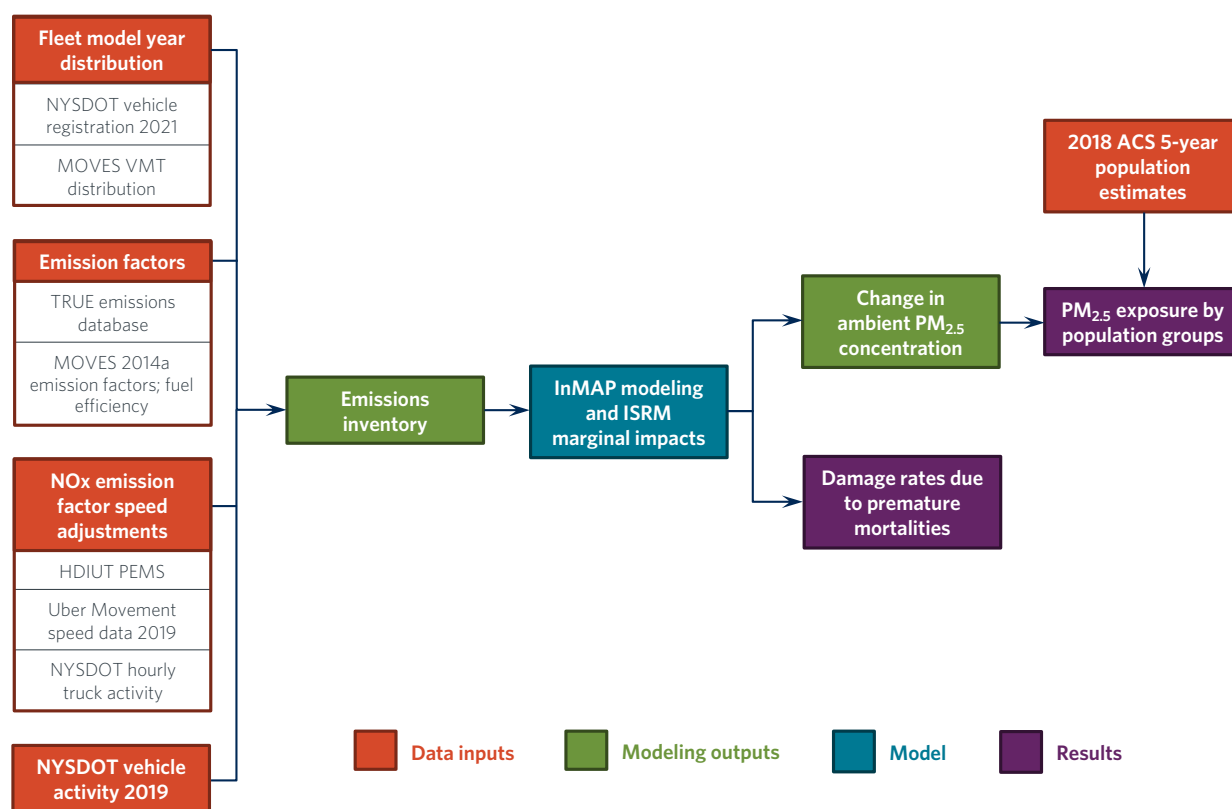 Fleet model year
distribution
NYSDOT vehicle
registration 2021
MOVES VMT
distribution
Emission factors
TRUE emissions
database
MOVES 2014a
emission factors; fuel
efficiency
NOx emission
factor speed
adjustments
HDIUT PEMS
Uber Movement
speed data 2019
NYSDOT hourly
truck activity
NYSDOT vehicle
activity 2019
Emissions
inventory
InMAP modeling
and ISRM
marginal impacts
Change in
ambient PM2.5
concentration
Damage rates due
to premature
mortalities
2018 ACS 5-year
population
estimates
PM2.5 exposure by
population groups
Data inputs
Modeling outputs
Model
Results